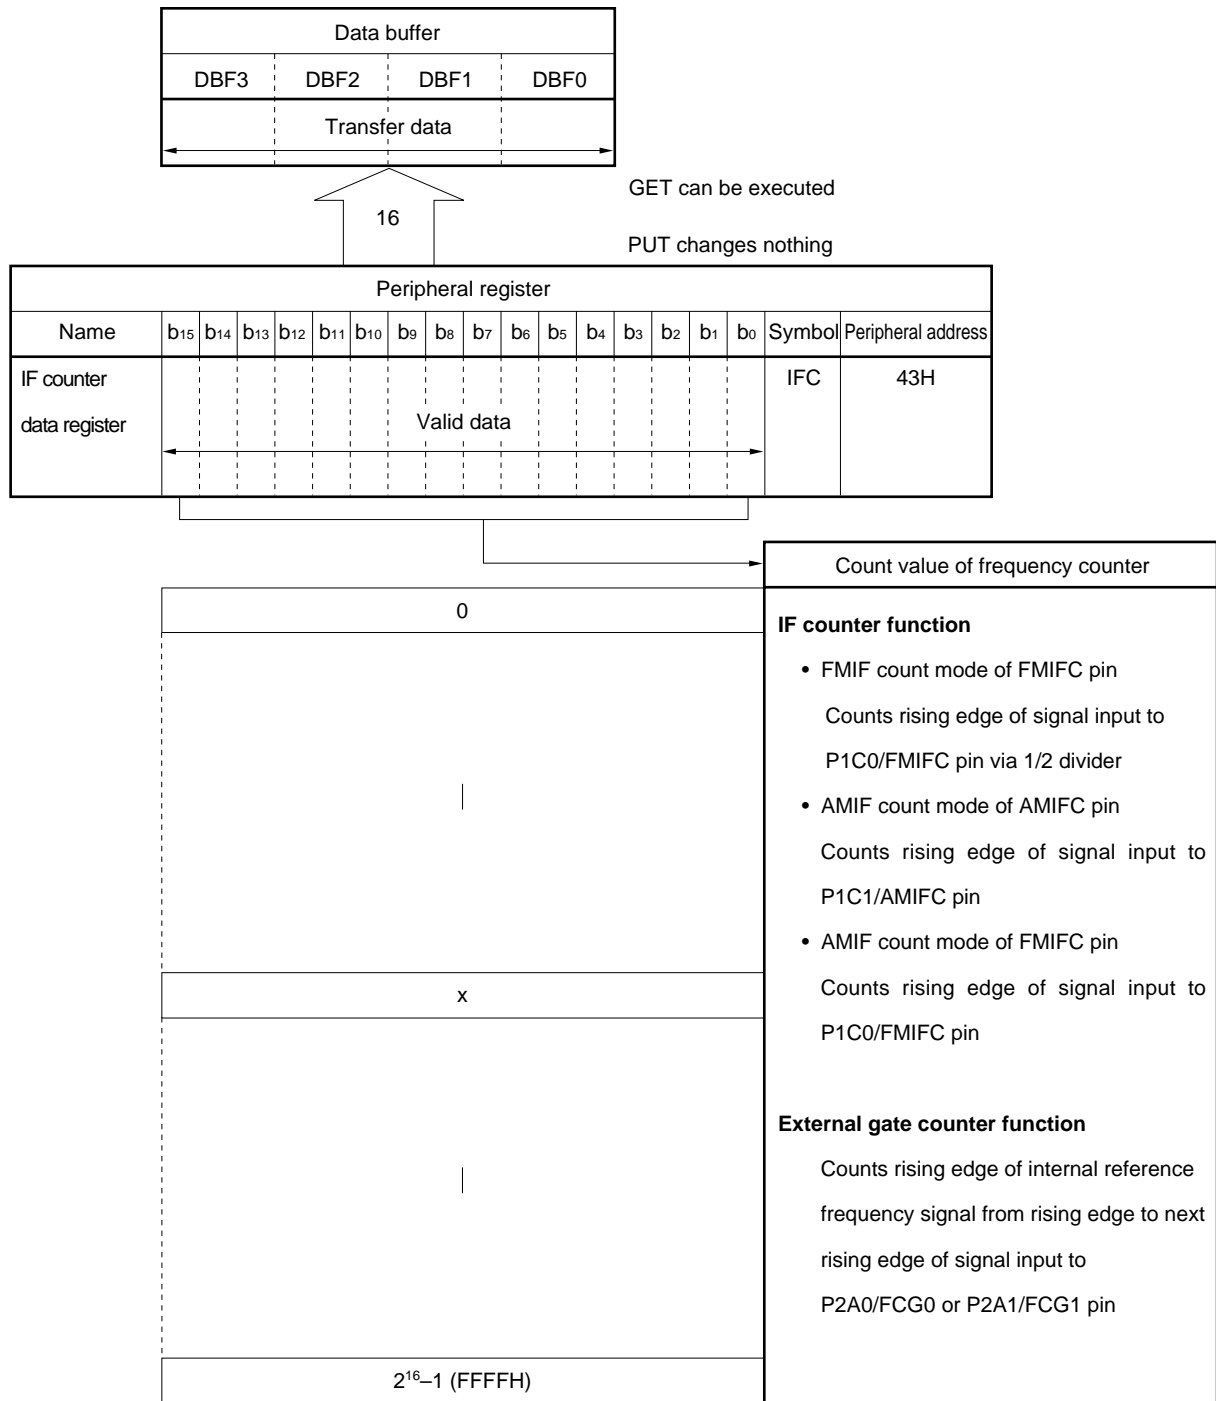 Data buffer
DBF3 DBF2 DBF1 DBF0
Transfer data
GET can be executed
16
PUT changes nothing
Peripheral register
Name b15 b14 b13 b12 b11 b10 b9 b8 b7 b6 b5 b4 b3 b2 b1 b0 Symbol Peripheral address
IF counter IFC 43H
data register Valid data
Count value of frequency counter
0
IF counter function
• FMIF count mode of FMIFC pin
Counts rising edge of signal input to
P1C0/FMIFC pin via 1/2 divider
• AMIF count mode of AMIFC pin
Counts rising edge of signal input to
P1C1/AMIFC pin
• AMIF count mode of FMIFC pin
x
Counts rising edge of signal input to
P1C0/FMIFC pin
External gate counter function
Counts rising edge of internal reference
frequency signal from rising edge to next
rising edge of signal input to
P2A0/FCG0 or P2A1/FCG1 pin
2^16–1 (FFFFH)